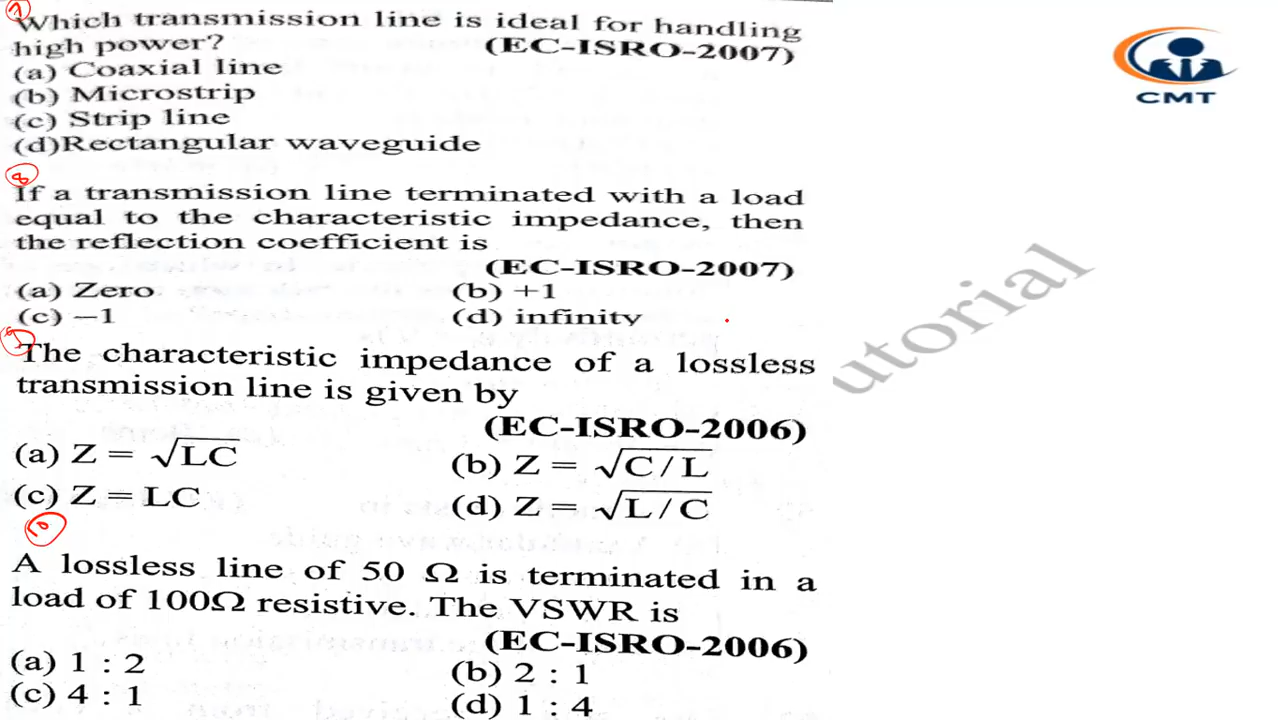 7
Which transmission line is ideal for handling
high power? (EC-ISRO-2007)
(a) Coaxial line
(b) Microstrip
(c) Strip line
(d)Rectangular waveguide
8
If a transmission line terminated with a load
equal to the characteristic impedance, then
the reflection coefficient is
(EC-ISRO-2007)
(a) Zero (b) +1
(c) −1 (d) infinity
The characteristic impedance of a lossless
transmission line is given by
(EC-ISRO-2006)
(a) Z = √LC (b) Z = √C / L
(c) Z = LC (d) Z = √L / C
10
A lossless line of 50 Ω is terminated in a
load of 100Ω resistive. The VSWR is
(EC-ISRO-2006)
(a) 1 : 2 (b) 2 : 1
(c) 4 : 1 (d) 1 : 4
CMT
utorial